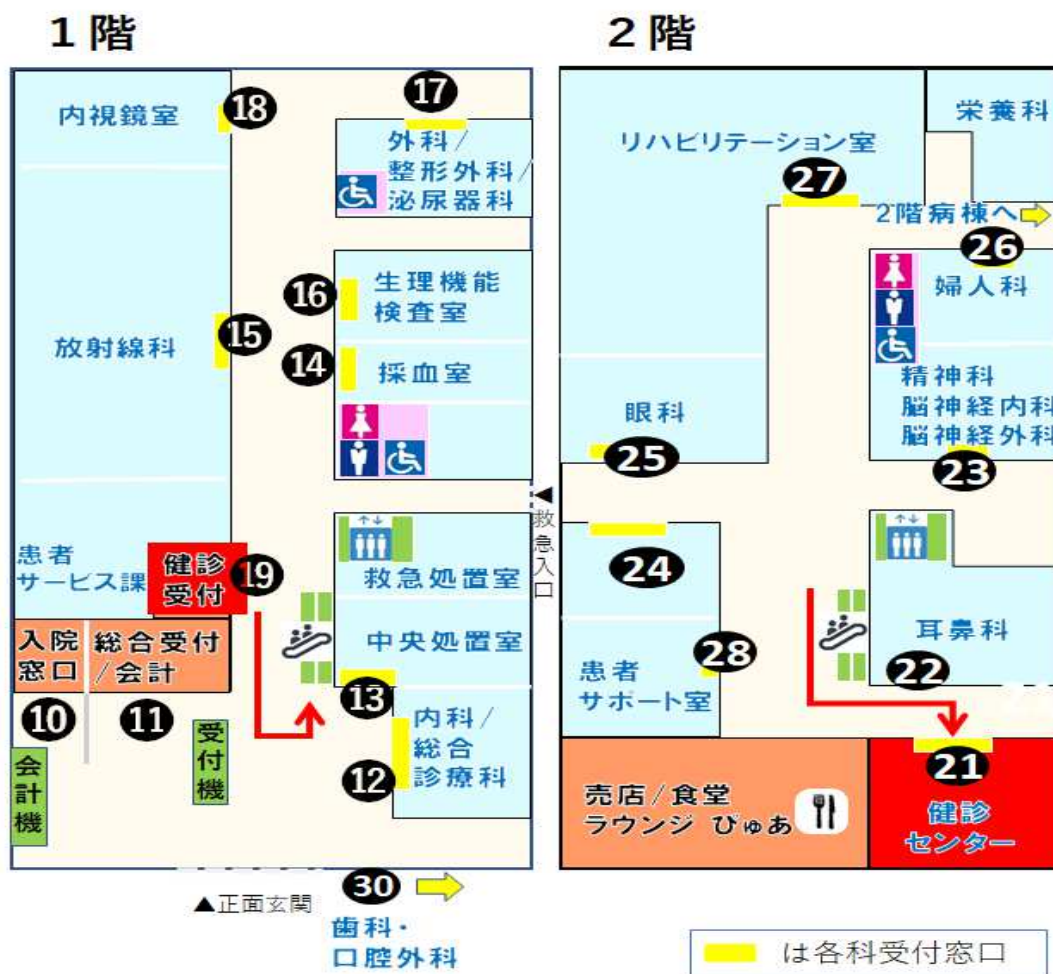 1階
⑱
内視鏡室
⑰
外科/
整形外科/
泌尿器科
⑯
生理機能
検査室
⑮
放射線科
⑭
採血室
◀救急入口
患者
サービス課
健診
受付
⑲
救急処置室
入院
窓口
総合受付
/会計
中央処置室
⑩
⑪
⑬
受付機
会計機
内科/
総合
診療科
⑫
▲正面玄関
㉚
歯科・
口腔外科
2階
栄養科
リハビリテーション室
㉗
2階病棟へ
㉖
婦人科
精神科
脳神経内科
脳神経外科
眼科
㉕
㉓
㉔
耳鼻科
㉒
㉘
患者
サポート室
㉑
売店/食堂
ラウンジ ぴゅあ
健診
センター
は各科受付窓口